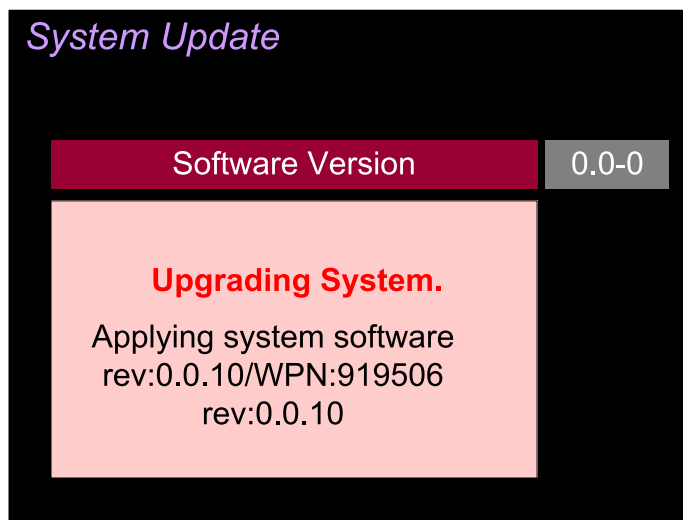 System Update
Software Version 0.0-0
Upgrading System.
Applying system software
rev:0.0.10/WPN:919506
rev:0.0.10